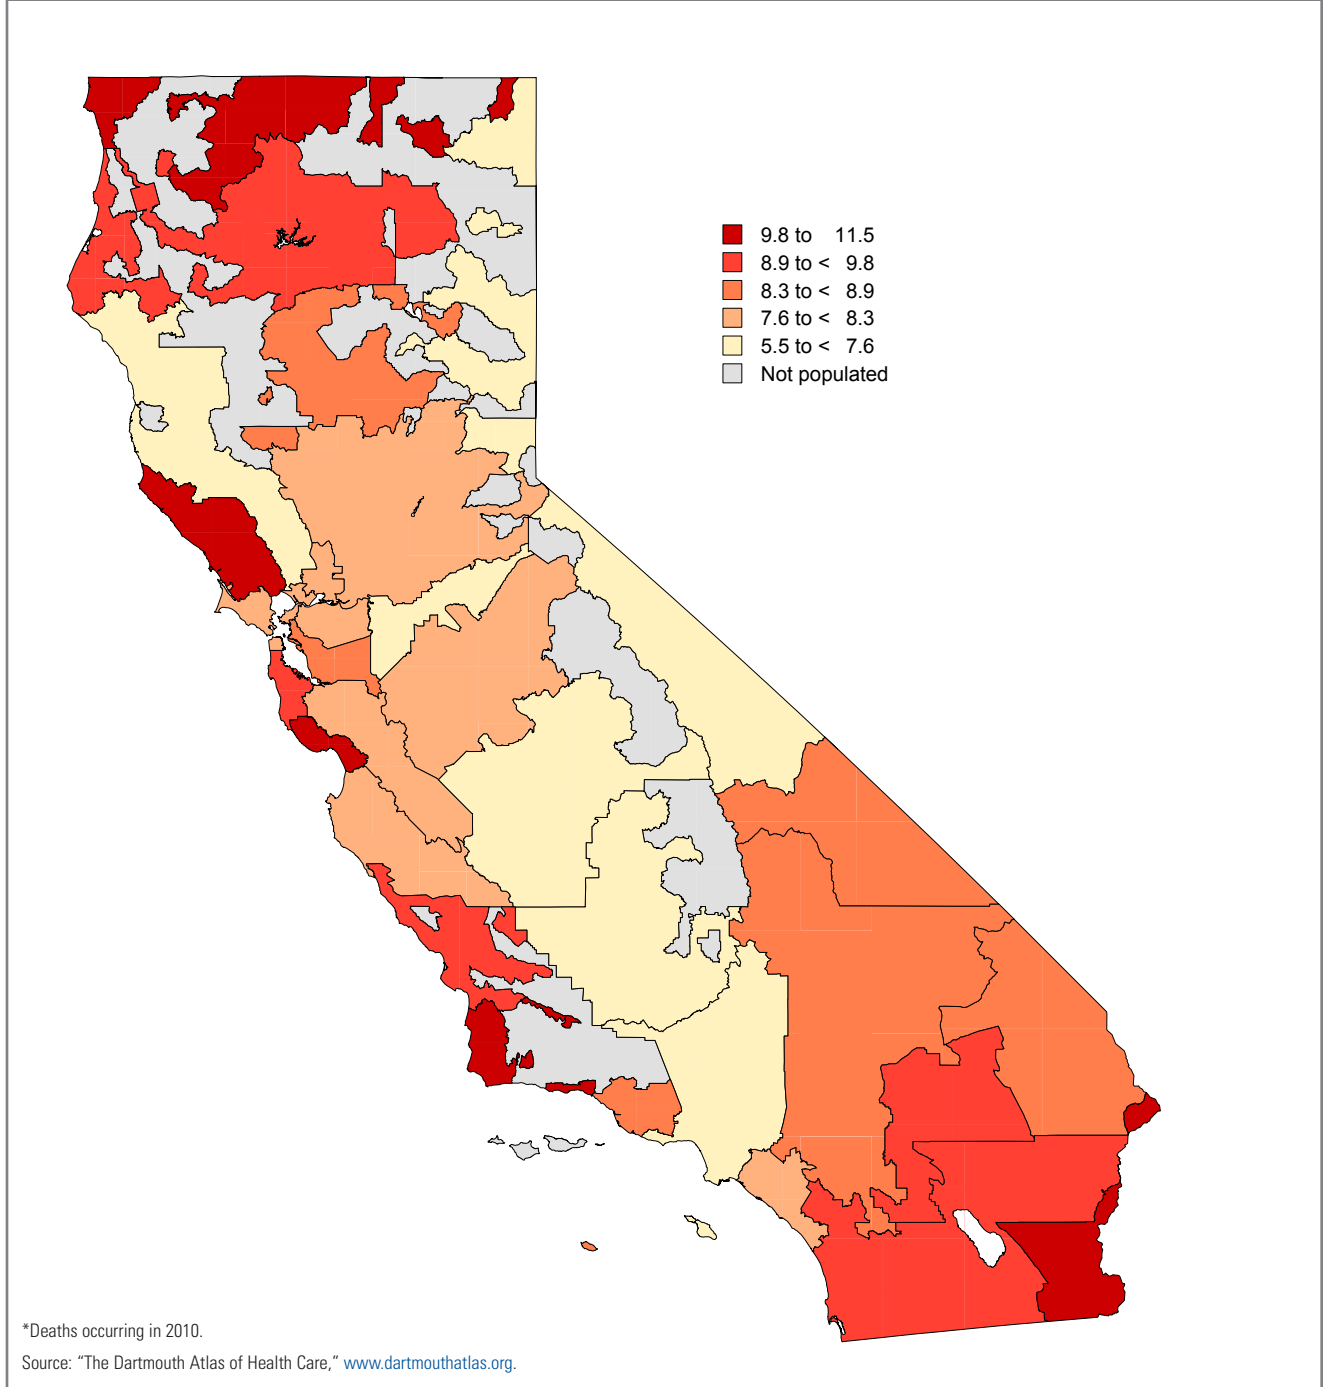 9.8 to 11.5
8.9 to < 9.8
8.3 to < 8.9
7.6 to < 8.3
5.5 to < 7.6
Not populated
*Deaths occurring in 2010.
Source: “The Dartmouth Atlas of Health Care,” www.dartmouthatlas.org.